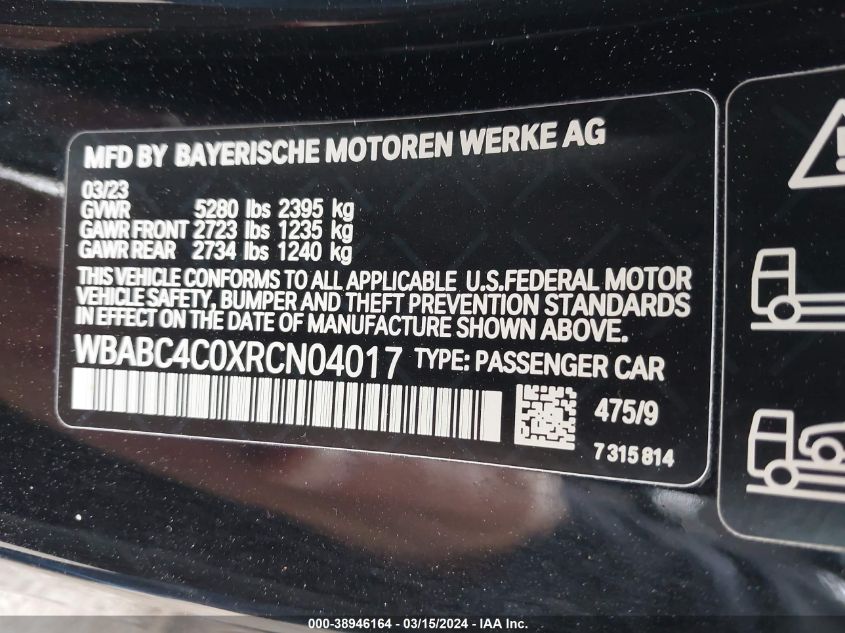 MFD BY BAYERISCHE MOTOREN WERKE AG
03/23
GVWR 5280 lbs 2395 kg
GAWR FRONT 2723 lbs 1235 kg
GAWR REAR 2734 lbs 1240 kg
THIS VEHICLE CONFORMS TO ALL APPLICABLE U.S.FEDERAL MOTOR
VEHICLE SAFETY, BUMPER AND THEFT PREVENTION STANDARDS
IN EFFECT ON THE DATE OF MANUFACTURE SHOWN ABOVE.
WBABC4C0XRCN04017 TYPE: PASSENGER CAR
475/9
7 315 814
000-38946164 - 03/15/2024 - IAA Inc.